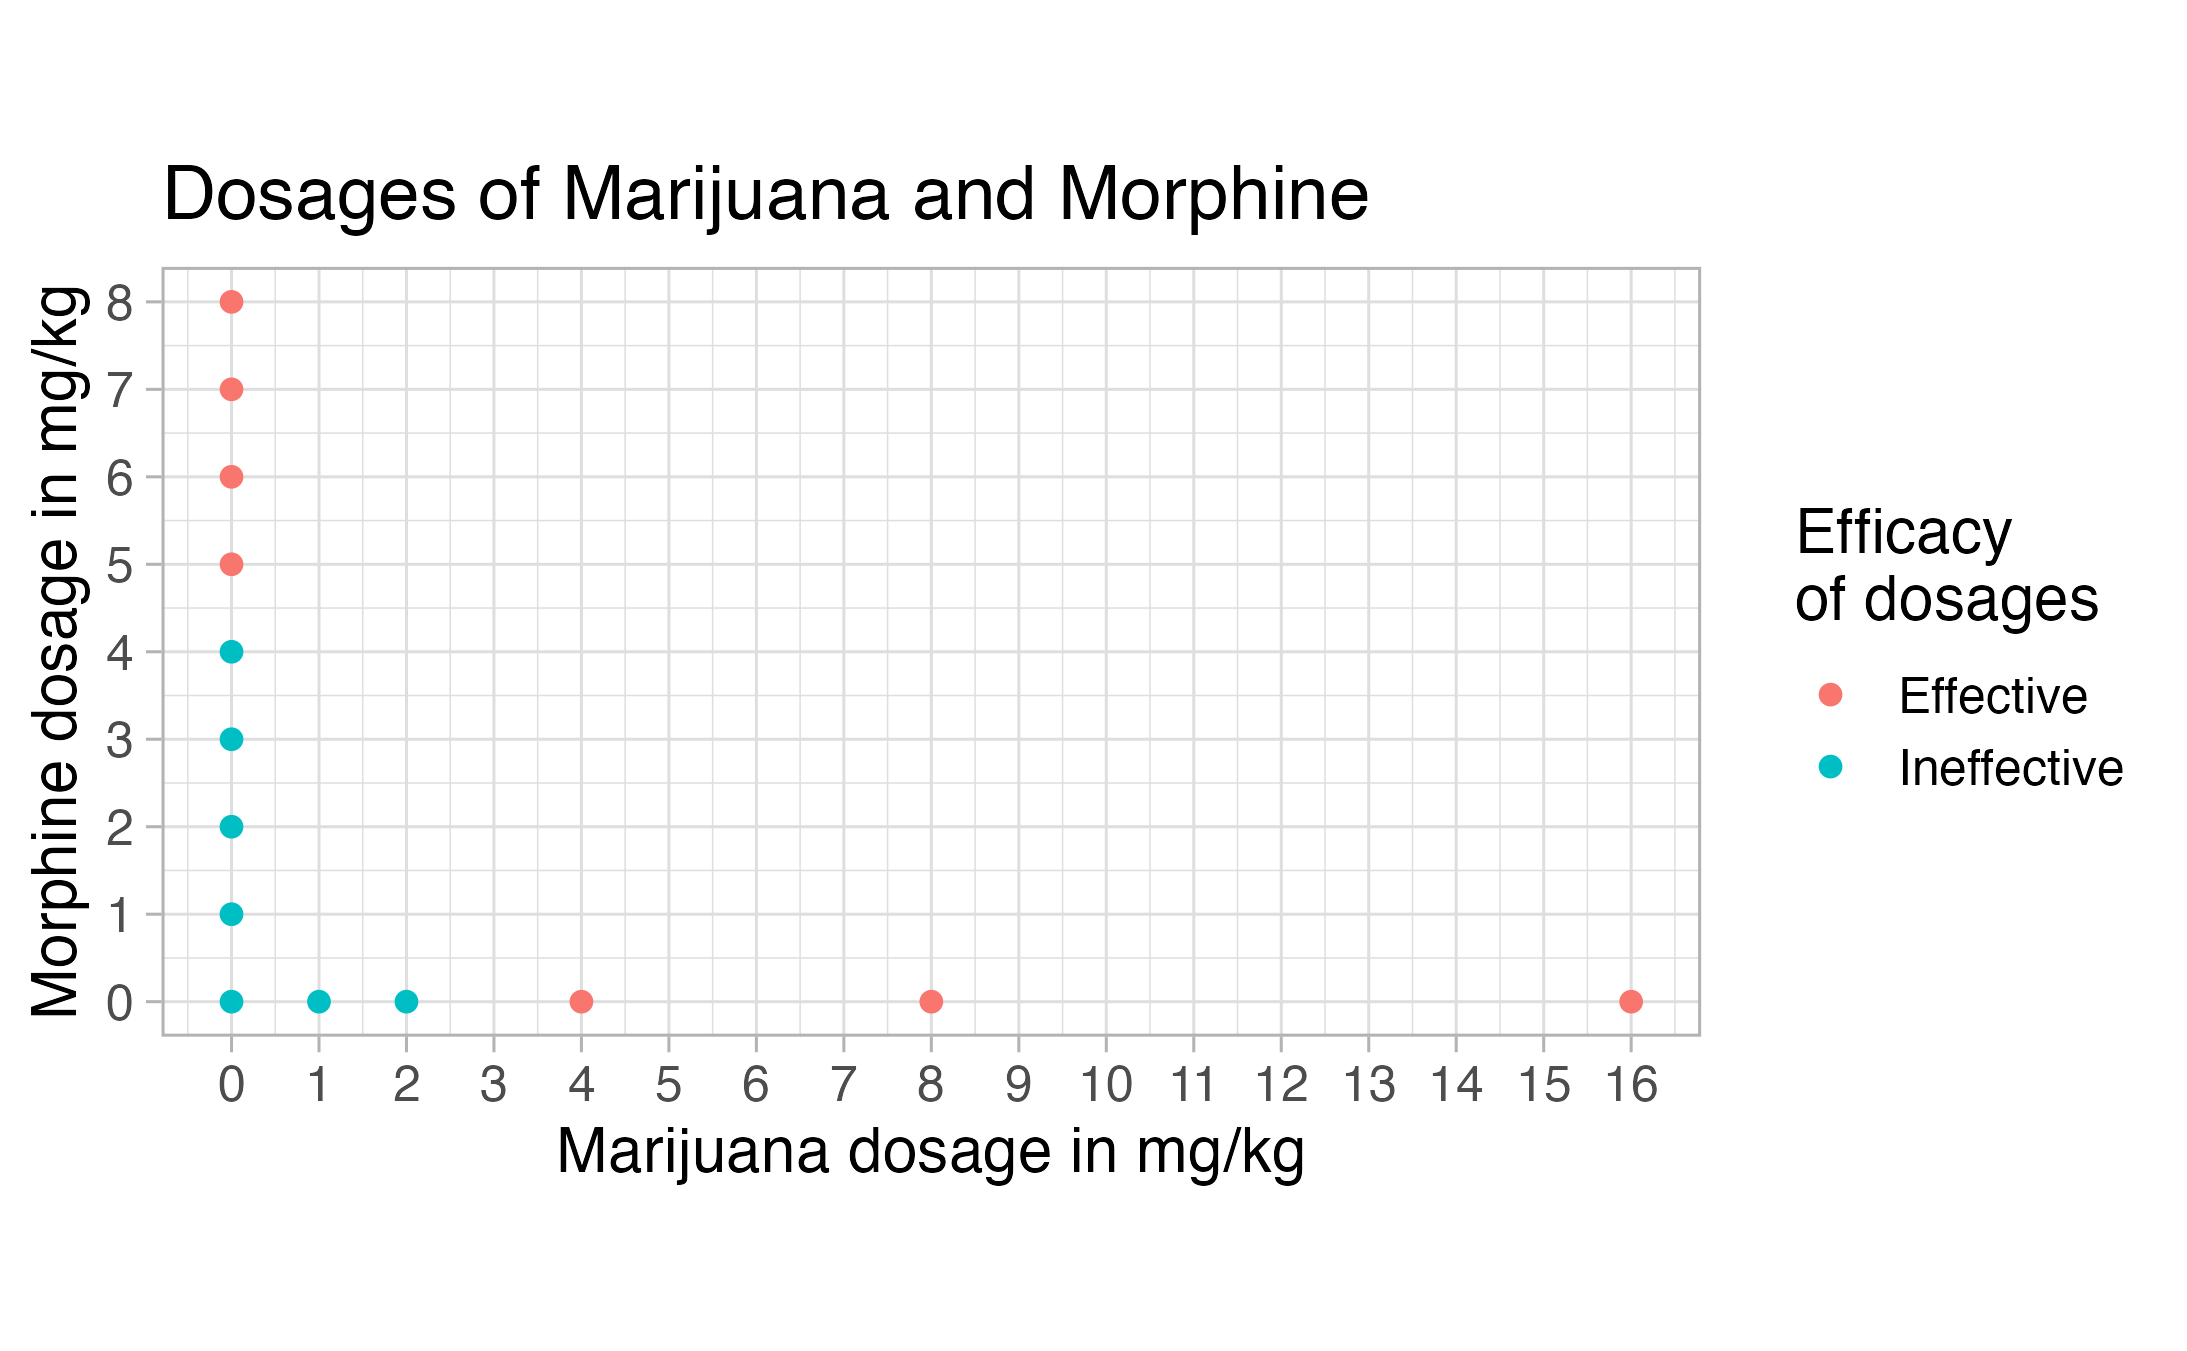 Dosages of Marijuana and Morphine
Morphine dosage in mg/kg
8
7
6
5
4
3
2
1
0
0 1 2 3 4 5 6 7 8 9 10 11 12 13 14 15 16
Marijuana dosage in mg/kg
Efficacy
of dosages
Effective
Ineffective